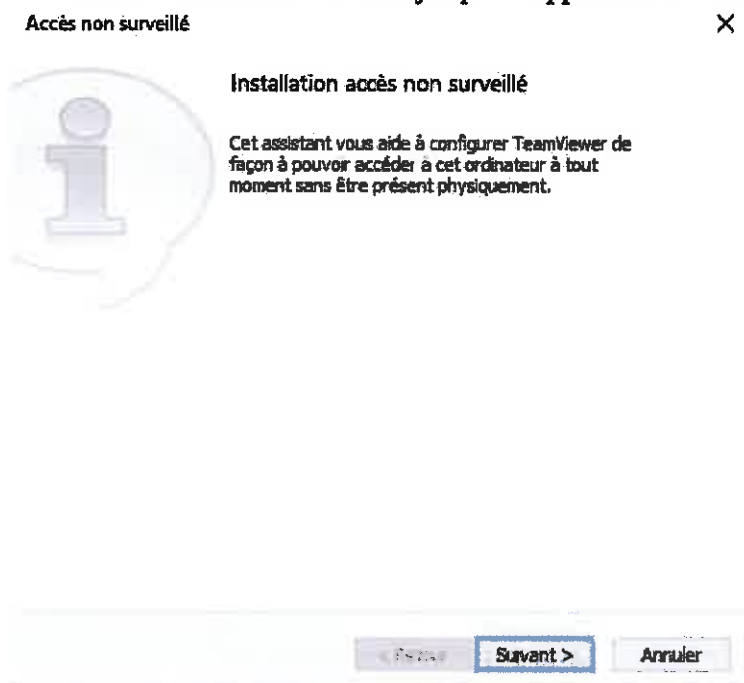 Accès non surveillé
Installation accès non surveillé
Cet assistant vous aide à configurer TeamViewer de
façon à pouvoir accéder à cet ordinateur à tout
moment sans être présent physiquement.
Suivant > Annuler